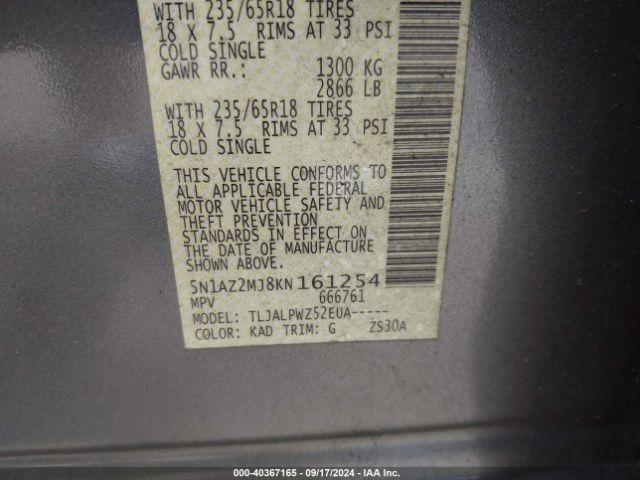 WITH 235/65R18 TIRES
18 X 7.5 RIMS AT 33 PSI
COLD SINGLE
GAWR RR.: 1300 KG
2866 LB
WITH 235/65R18 TIRES
18 X 7.5 RIMS AT 33 PSI
COLD SINGLE
THIS VEHICLE CONFORMS TO
ALL APPLICABLE FEDERAL
MOTOR VEHICLE SAFETY AND
THEFT PREVENTION
STANDARDS IN EFFECT ON
THE DATE OF MANUFACTURE
SHOWN ABOVE.
5N1AZ2MJ8KN161254
MPV 666761
MODEL: TLJALPWZ52EUA-----
COLOR: KAD TRIM: G ZS30A
000-40367165 - 09/17/2024 - IAA Inc.